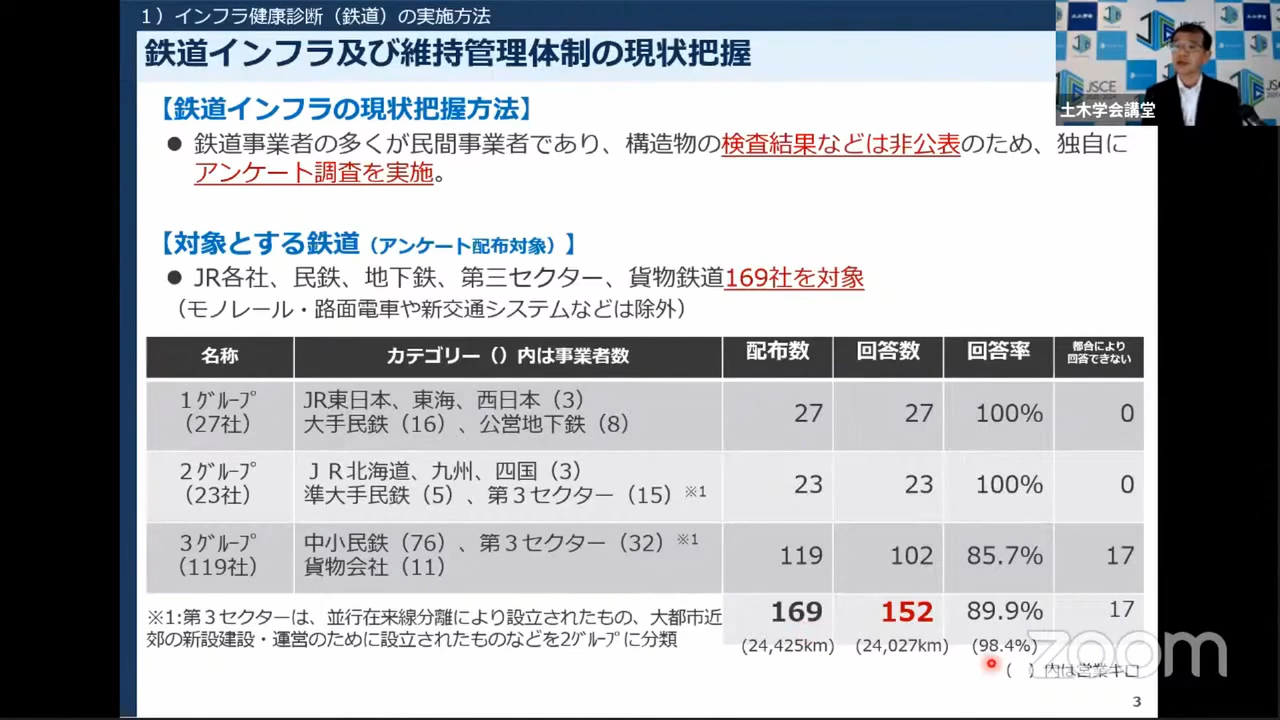 １）インフラ健康診断（鉄道）の実施方法
鉄道インフラ及び維持管理体制の現状把握
JSCE
JSCE
土木学会講堂
【鉄道インフラの現状把握方法】
● 鉄道事業者の多くが民間事業者であり、構造物の検査結果などは非公表のため、独自に
アンケート調査を実施。
【対象とする鉄道（アンケート配布対象）】
● JR各社、民鉄、地下鉄、第三セクター、貨物鉄道169社を対象
（モノレール・路面電車や新交通システムなどは除外）
名称 カテゴリー（）内は事業者数 配布数 回答数 回答率 都合により
回答できない
１ｸﾞﾙｰﾌﾟ
（27社）
JR東日本、東海、西日本（3）
大手民鉄（16）、公営地下鉄（8）
27 27 100% 0
２ｸﾞﾙｰﾌﾟ
（23社）
ＪＲ北海道、九州、四国（3）
準大手民鉄（5）、第３セクター（15）※1
23 23 100% 0
３ｸﾞﾙｰﾌﾟ
（119社）
中小民鉄（76）、第３セクター（32）※1
貨物会社（11）
119 102 85.7% 17
169 152 89.9% 17
(24,425km) (24,027km) (98.4%)
※1:第３セクターは、並行在来線分離により設立されたもの、大都市近
郊の新設建設・運営のために設立されたものなどを2ｸﾞﾙｰﾌﾟに分類
（　）内は営業キロ
zoom
3